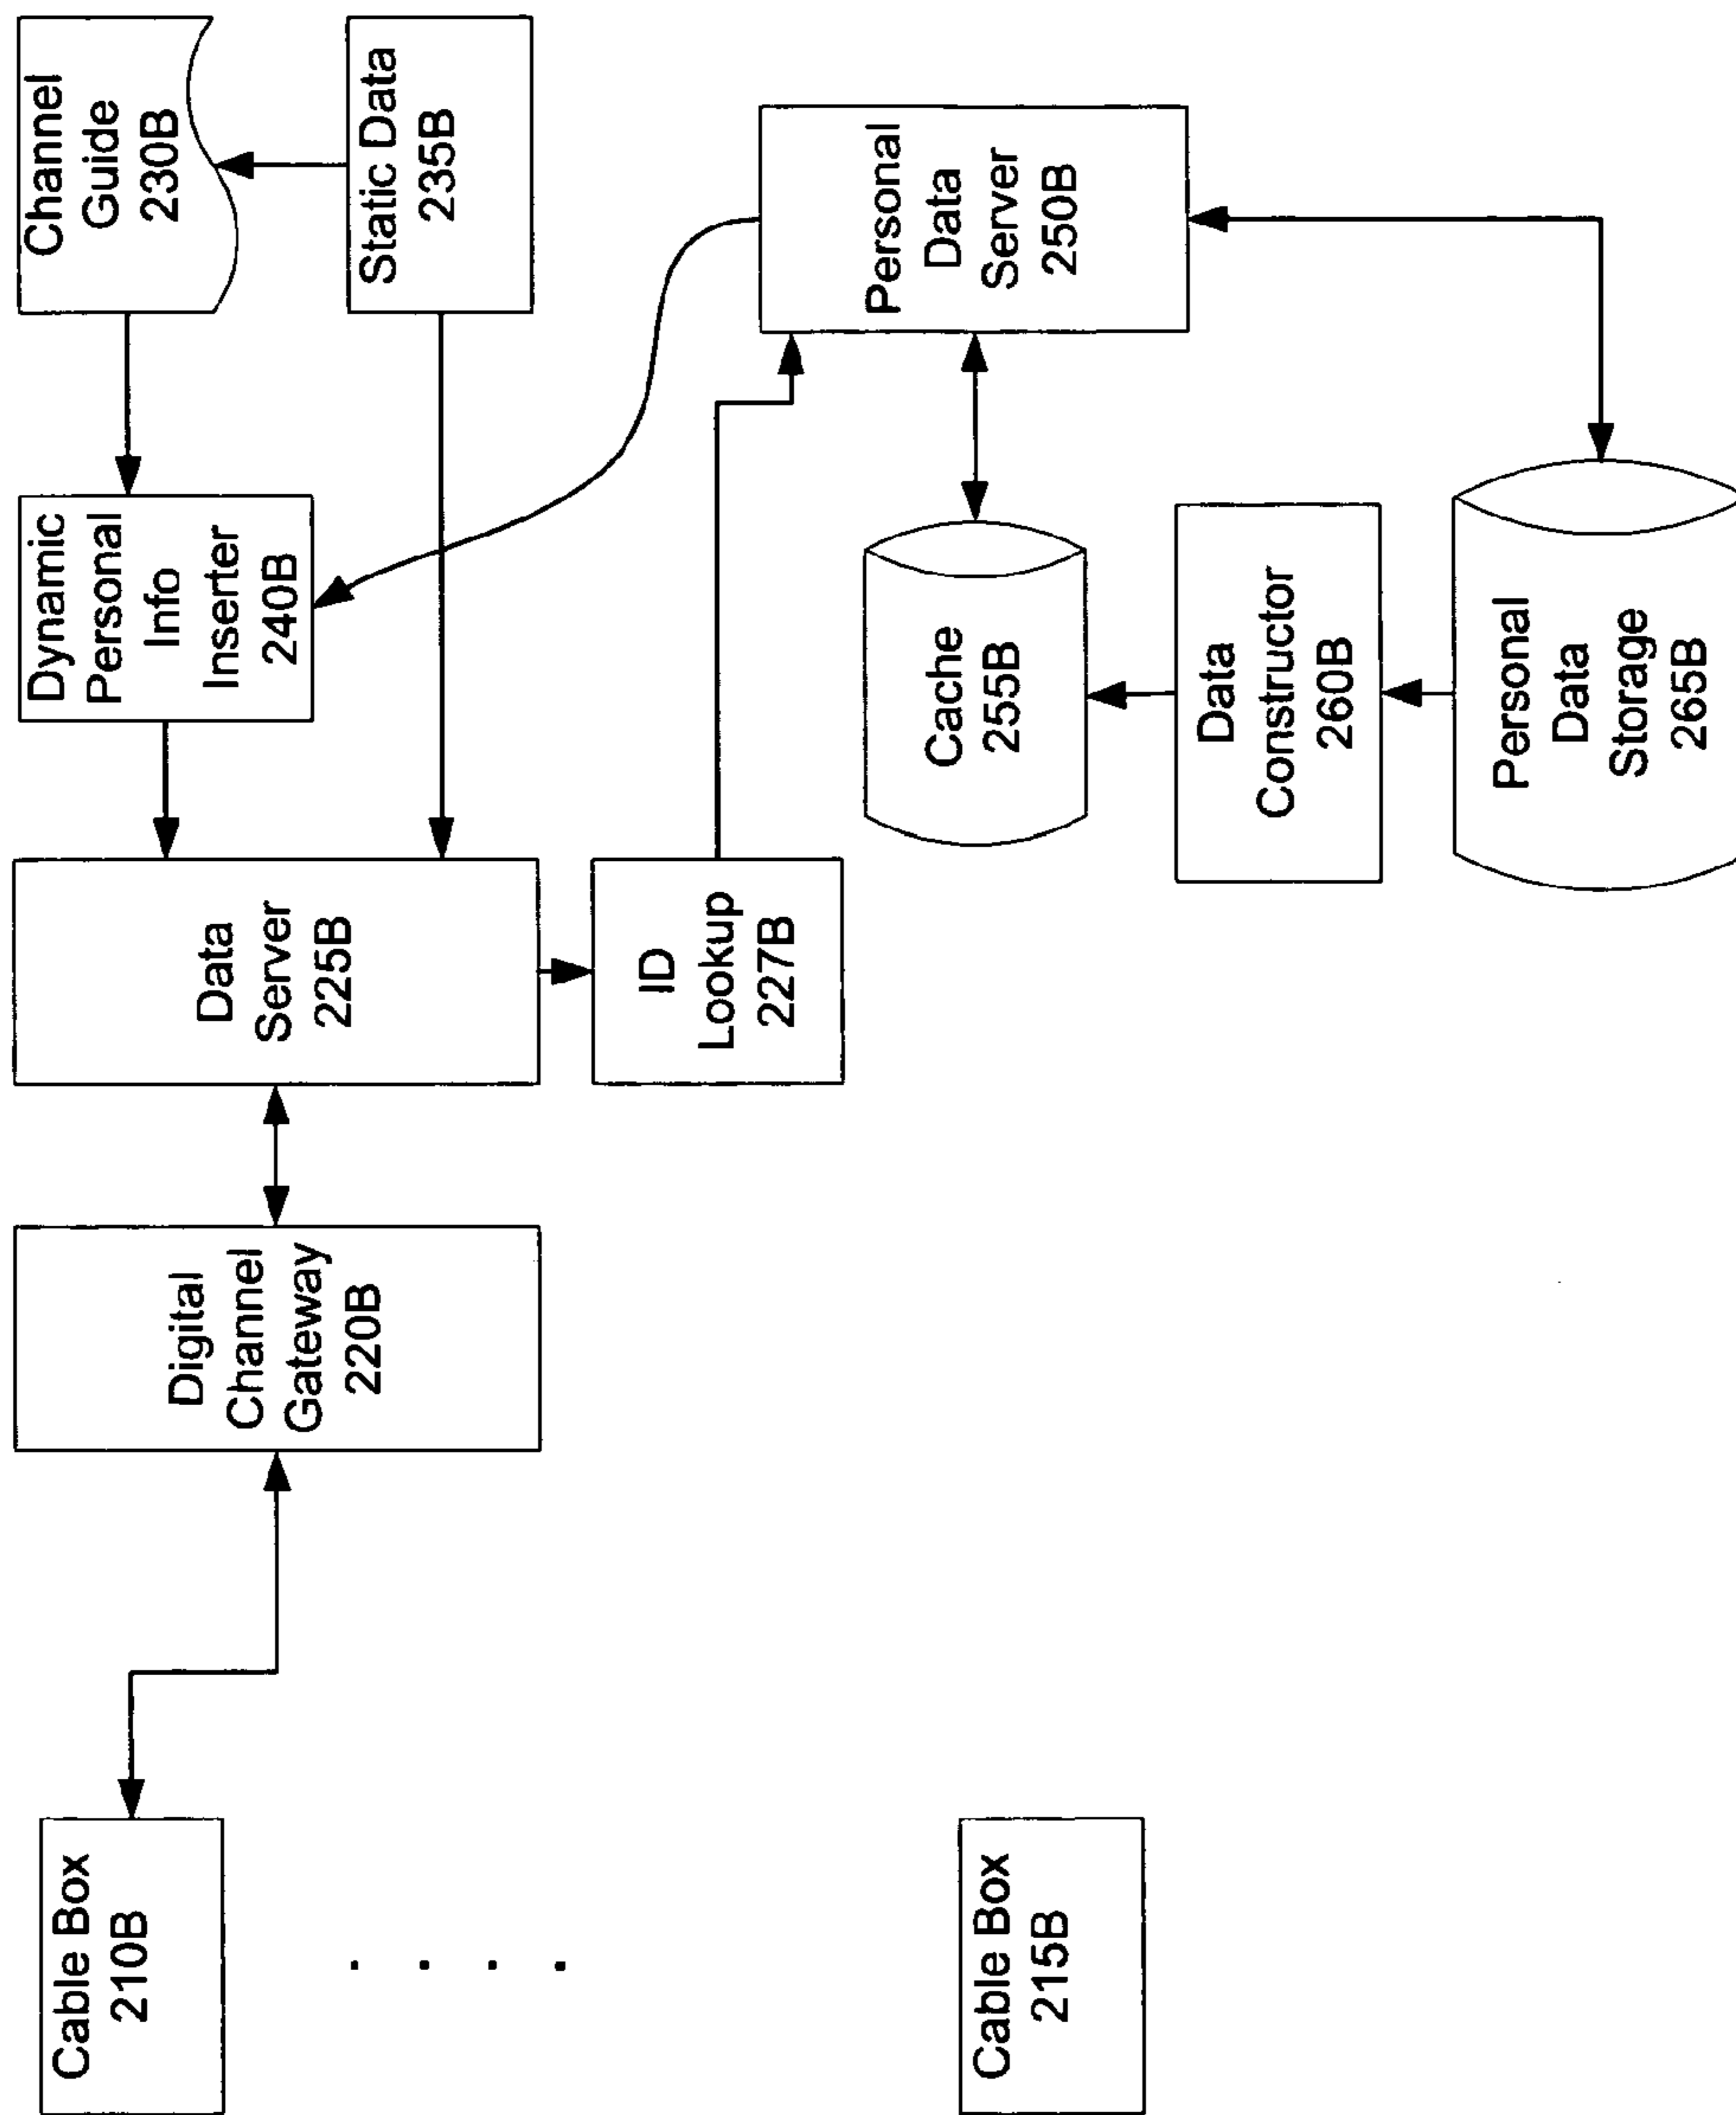 Cable Box
210B
Cable Box
215B
Digital
Channel
Gateway
220B
Data
Server
225B
ID
Lookup
227B
Dynamic
Personal
Info
Inserter
240B
Channel
Guide
230B
Static Data
235B
Personal
Data
Server
250B
Cache
255B
Data
Constructor
260B
Personal
Data
Storage
265B